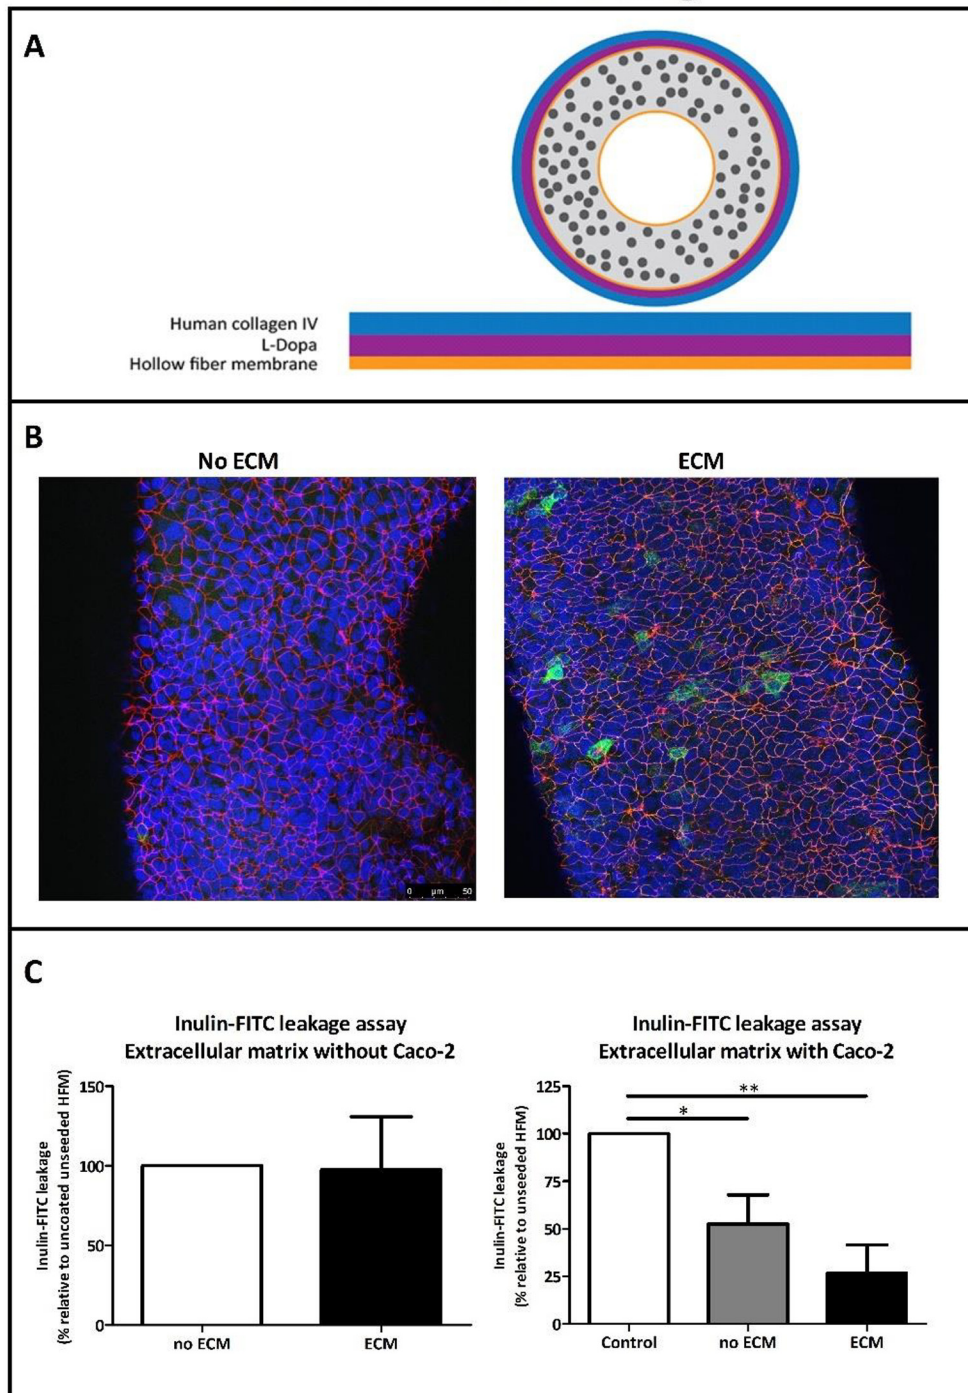 A
Human collagen IV
L-Dopa
Hollow fiber membrane
B
No ECM
ECM
0 µm 50
C
Inulin-FITC leakage assay
Extracellular matrix without Caco-2
Inulin-FITC leakage
(% relative to uncoated unseeded HFM)
150
100
50
0
no ECM
ECM
Inulin-FITC leakage assay
Extracellular matrix with Caco-2
Inulin-FITC leakage
(% relative to unseeded HFM)
125
100
75
50
25
0
**
*
Control
no ECM
ECM